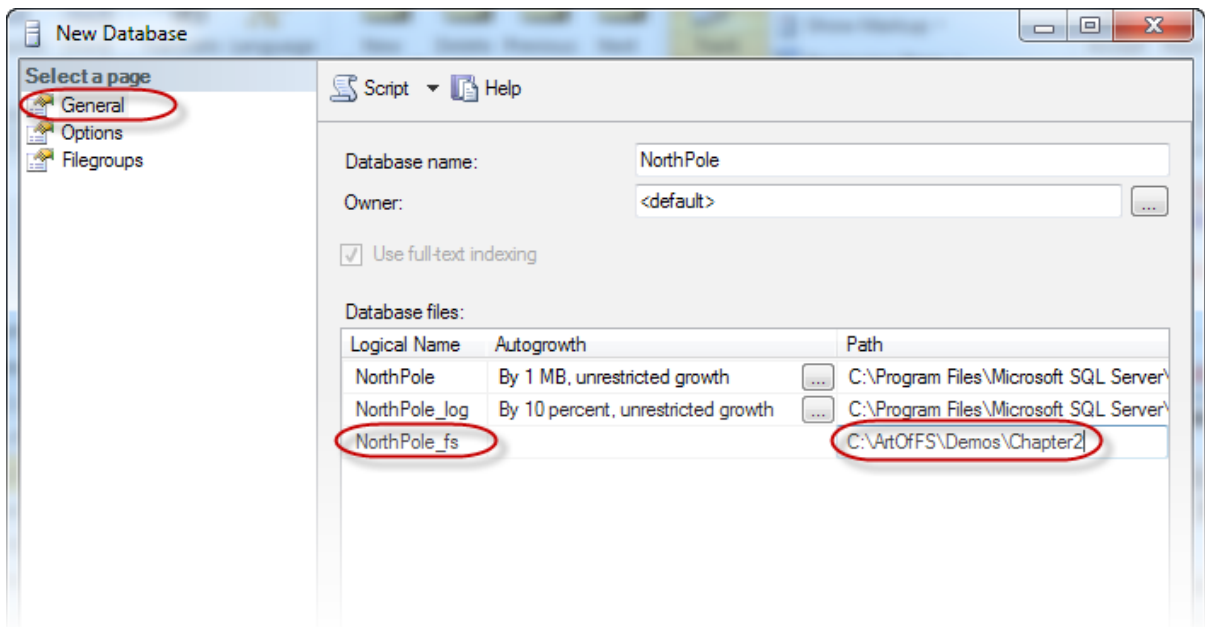 New Database
Select a page
General
Options
Filegroups
Script Help
Database name: NorthPole
Owner: <default> ...
Use full-text indexing
Database files:
Logical Name Autogrowth Path
NorthPole By 1 MB, unrestricted growth ... C:\Program Files\Microsoft SQL Server\
NorthPole_log By 10 percent, unrestricted growth ... C:\Program Files\Microsoft SQL Server\
NorthPole_fs C:\ArtOfFS\Demos\Chapter2